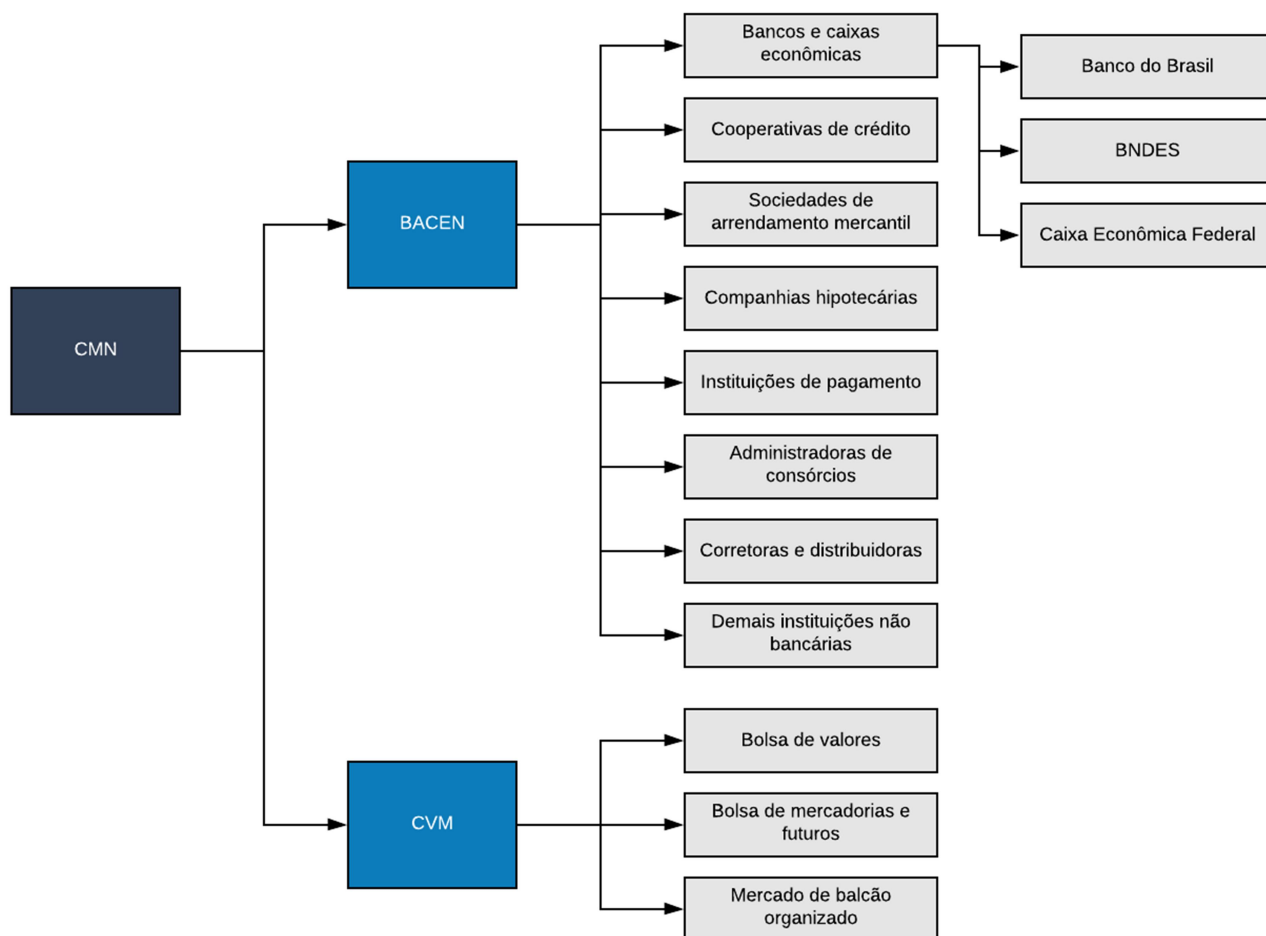 CMN
BACEN
Bancos e caixas
econômicas
Banco do Brasil
BNDES
Caixa Econômica Federal
Cooperativas de crédito
Sociedades de
arrendamento mercantil
Companhias hipotecárias
Instituições de pagamento
Administradoras de
consórcios
Corretoras e distribuidoras
Demais instituições não
bancárias
CVM
Bolsa de valores
Bolsa de mercadorias e
futuros
Mercado de balcão
organizado